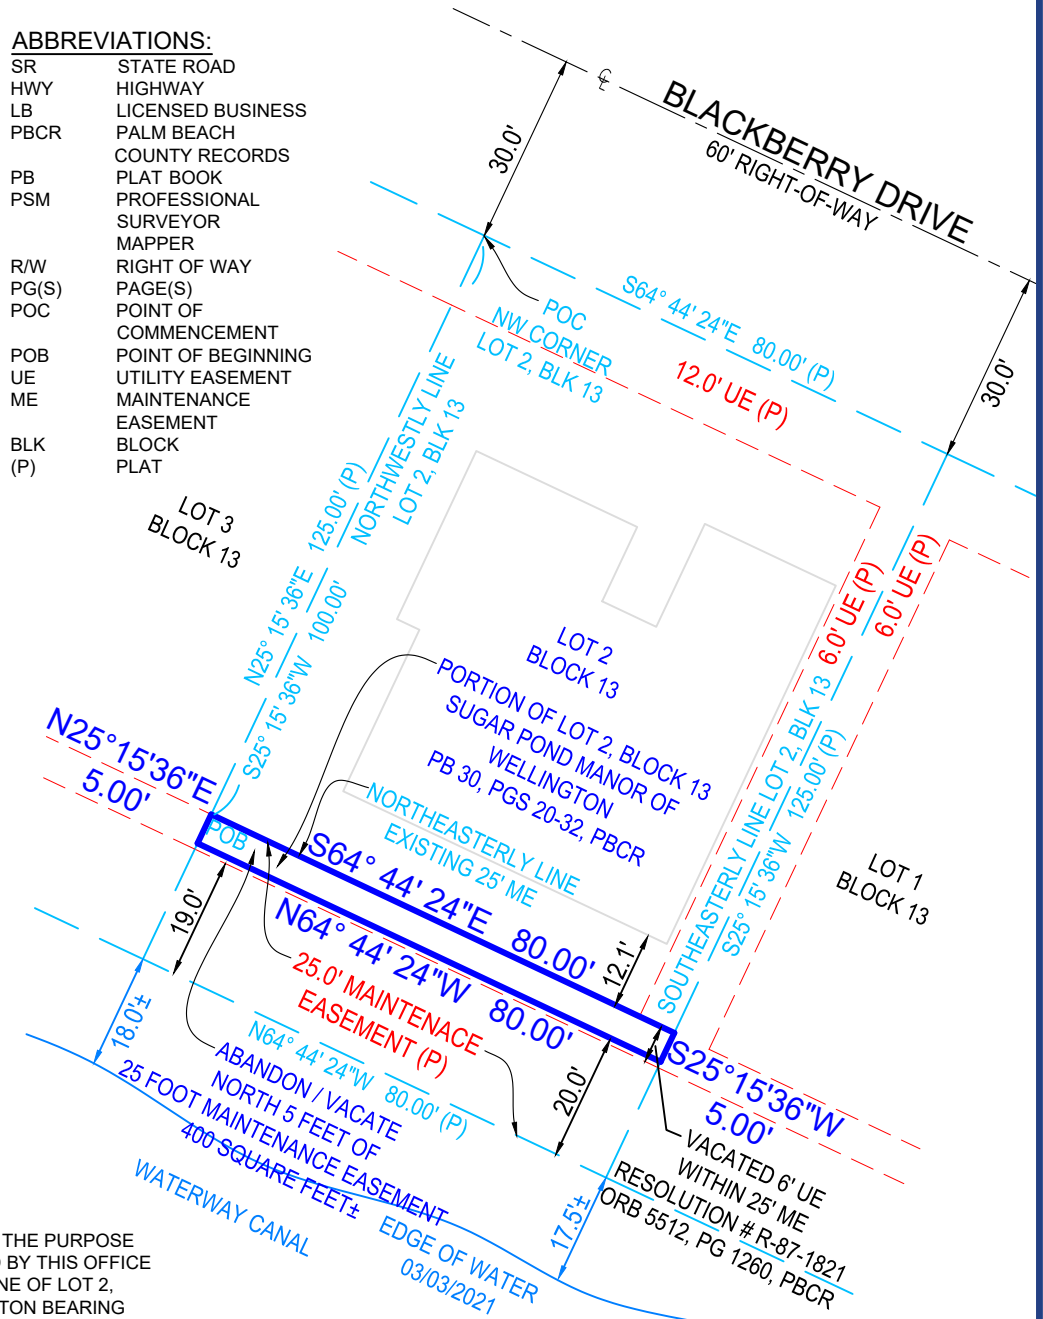 ABBREVIATIONS:
SR STATE ROAD
HWY HIGHWAY
LB LICENSED BUSINESS
PBCR PALM BEACH
COUNTY RECORDS
PB PLAT BOOK
PSM PROFESSIONAL
SURVEYOR
MAPPER
R/W RIGHT OF WAY
PG(S) PAGE(S)
POC POINT OF
COMMENCEMENT
POB POINT OF BEGINNING
UE UTILITY EASEMENT
ME MAINTENANCE
EASEMENT
BLK BLOCK
(P) PLAT
℄
BLACKBERRY DRIVE
60' RIGHT-OF-WAY
30.0'
30.0'
S64° 44' 24"E 80.00' (P)
POC
NW CORNER
LOT 2, BLK 13
12.0' UE (P)
NORTHWESTLY LINE
LOT 2, BLK 13
N25° 15' 36"E 125.00' (P)
S25° 15' 36"W 100.00'
LOT 3
BLOCK 13
6.0' UE (P)
6.0' UE (P)
LOT 2
BLOCK 13
PORTION OF LOT 2, BLOCK 13
SUGAR POND MANOR OF
WELLINGTON
PB 30, PGS 20-32, PBCR
SOUTHEASTERLY LINE LOT 2, BLK 13
S25° 15' 36"W 125.00' (P)
LOT 1
BLOCK 13
N25°15'36"E
5.00'
POB
NORTHEASTERLY LINE
EXISTING 25' ME
S64° 44' 24"E 80.00'
N64° 44' 24"W 80.00'
12.1'
19.0'
18.0'±
25.0' MAINTENACE
EASEMENT (P)
N64° 44' 24"W 80.00' (P)
20.0'
S25°15'36"W
5.00'
ABANDON / VACATE
NORTH 5 FEET OF
25 FOOT MAINTENANCE EASEMENT
400 SQUARE FEET±
VACATED 6' UE
WITHIN 25' ME
RESOLUTION # R-87-1821
ORB 5512, PG 1260, PBCR
17.5'±
WATERWAY CANAL
EDGE OF WATER
03/03/2021
THE PURPOSE
) BY THIS OFFICE
NE OF LOT 2,
TON BEARING